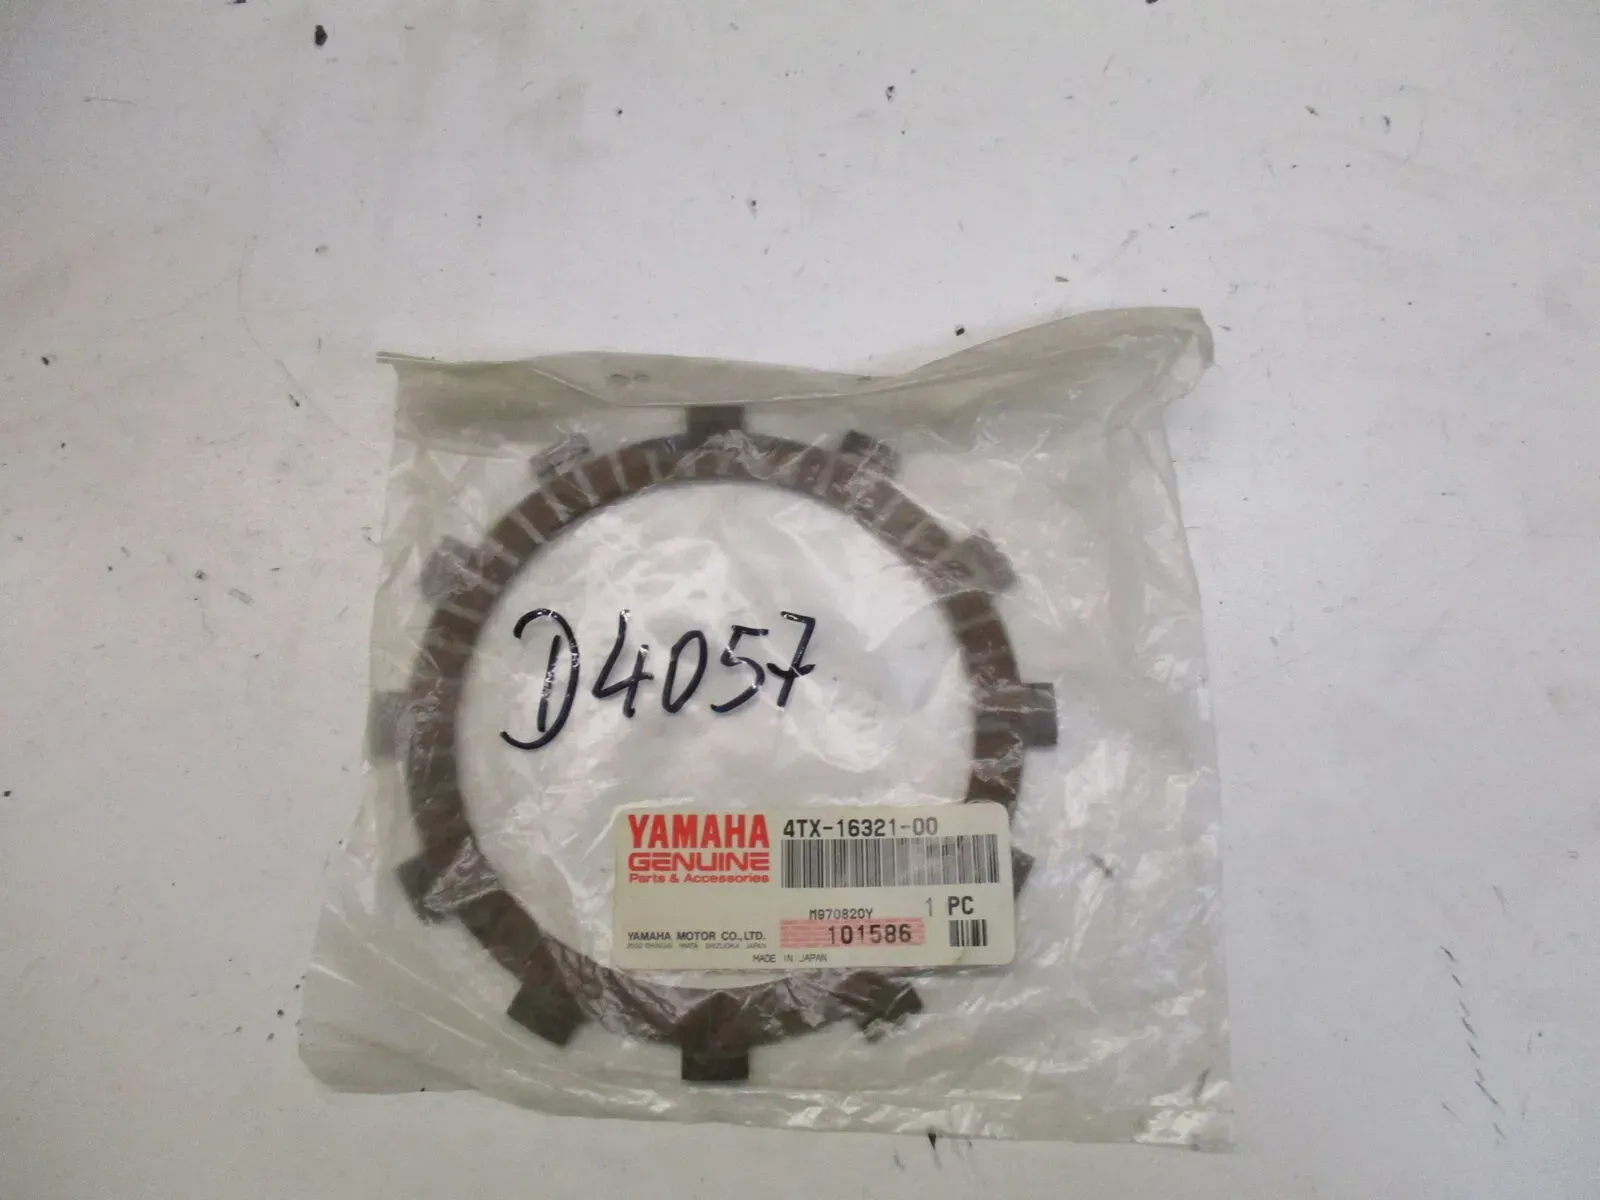 D4057
YAMAHA
GENUINE
Parts & Accessories
4TX-16321-00
1 PC
M970820Y
101586
YAMAHA MOTOR CO.,LTD.
MADE IN JAPAN